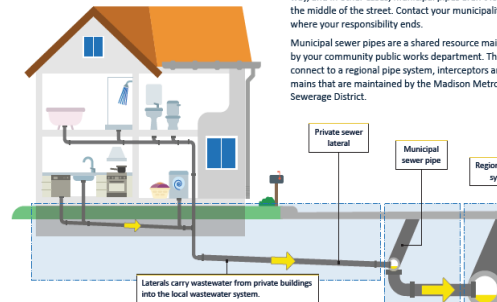 the middle of the street. Contact your municipality
where your responsibility ends.
Municipal sewer pipes are a shared resource mai
by your community public works department. Th
connect to a regional pipe system, interceptors a
mains that are maintained by the Madison Metro
Sewerage District.
Private sewer
lateral
Municipal
sewer pipe
Region
sy
Laterals carry wastewater from private buildings
into the local wastewater system.